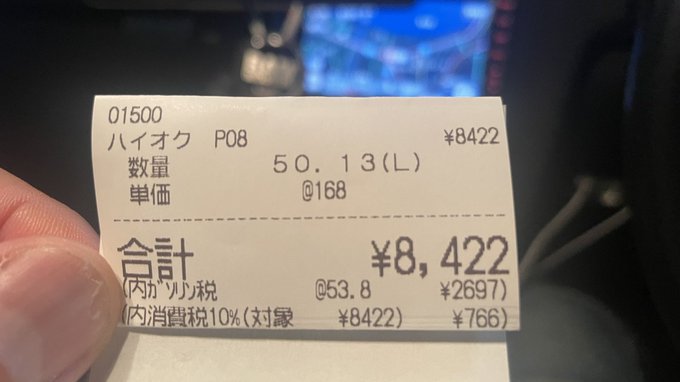 01500
ハイオク P08 ¥8422
数量 50.13(L)
単価 @168
合計 ¥8,422
(内ガソリン税 @53.8 ¥2697)
(内消費税10%(対象 ¥8422) ¥766)